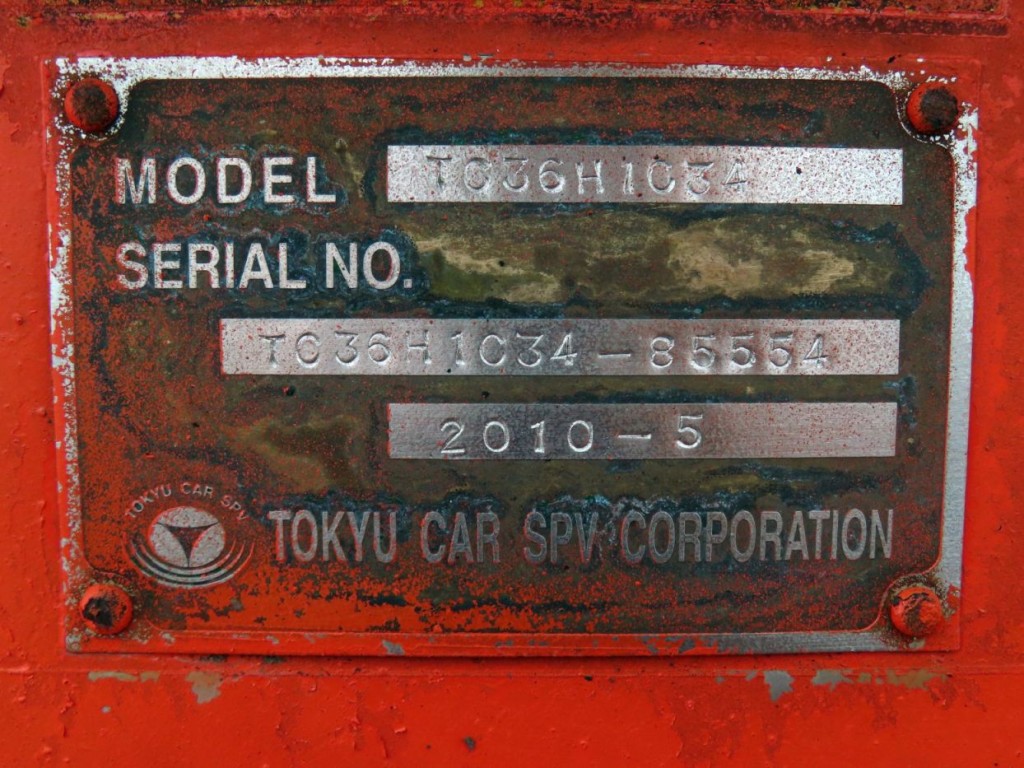 MODEL TC36H1C34
SERIAL NO.
TC36H1C34-85554
2010-5
TOKYU CAR SPV
TOKYU CAR SPV CORPORATION